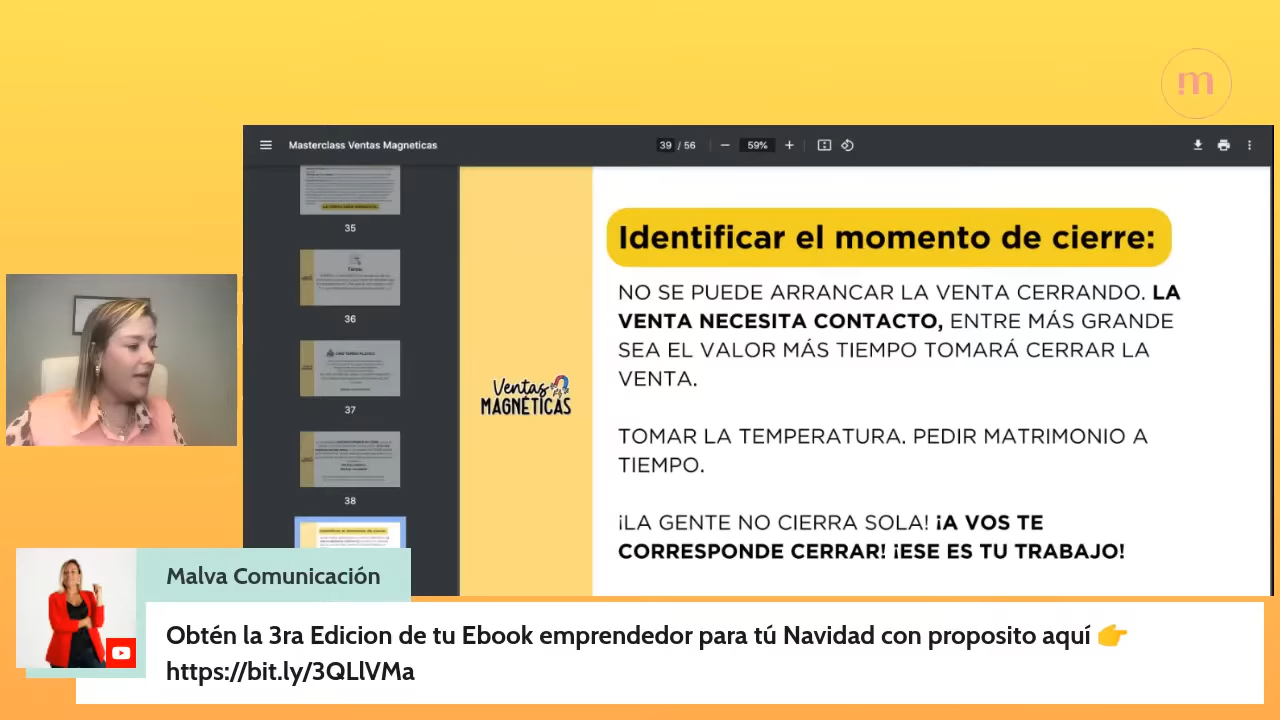 m
Masterclass Ventas Magneticas
39 / 56
59%
35
36
37
38
Identificar el momento de cierre:
NO SE PUEDE ARRANCAR LA VENTA CERRANDO. LA
VENTA NECESITA CONTACTO, ENTRE MÁS GRANDE
SEA EL VALOR MÁS TIEMPO TOMARÁ CERRAR LA
VENTA.
TOMAR LA TEMPERATURA. PEDIR MATRIMONIO A
TIEMPO.
¡LA GENTE NO CIERRA SOLA! ¡A VOS TE
CORRESPONDE CERRAR! ¡ESE ES TU TRABAJO!
Ventas
MAGNÉTICAS
Malva Comunicación
Obtén la 3ra Edicion de tu Ebook emprendedor para tú Navidad con proposito aquí 👉
https://bit.ly/3QLlVMa